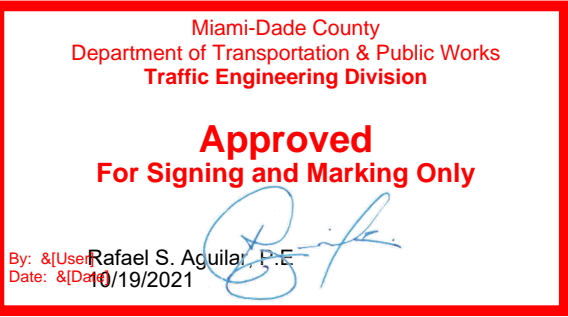 Miami-Dade County
Department of Transportation & Public Works
Traffic Engineering Division
Approved
For Signing and Marking Only
By: &[User] Rafael S. Aguilar, P.E
Date: &[Date] 10/19/2021